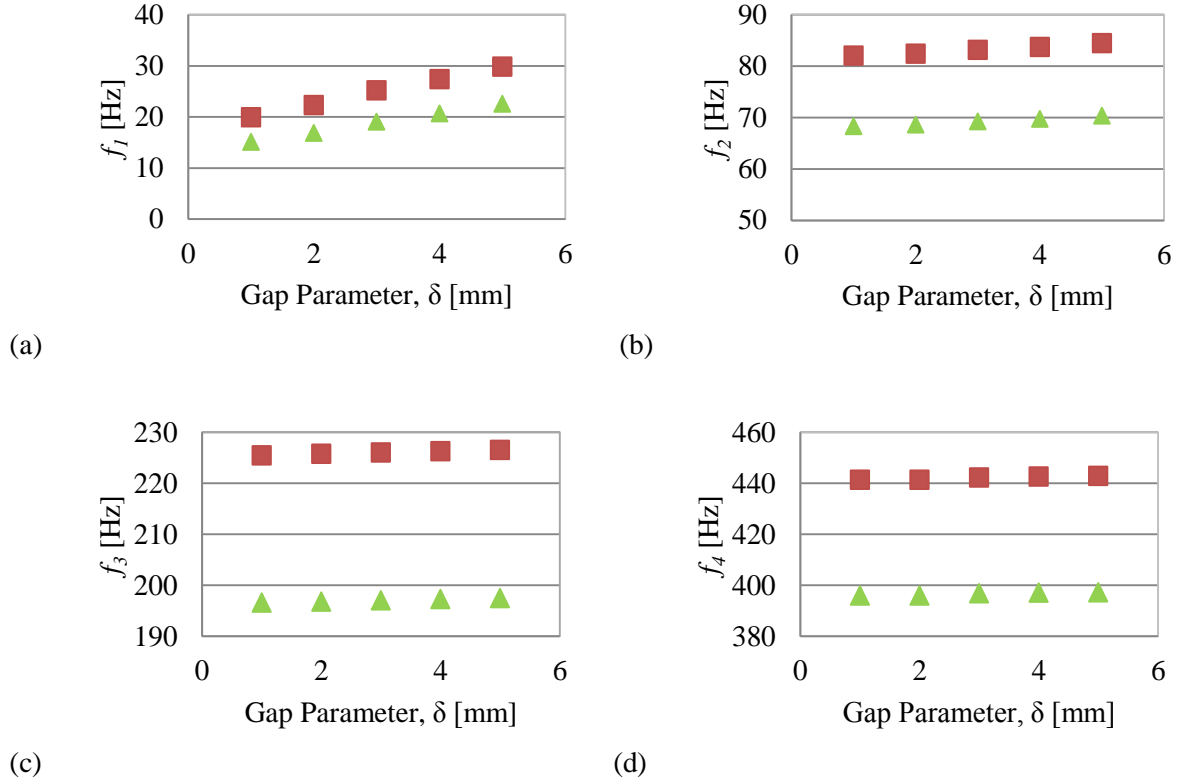 40
30
20
10
0
f1 [Hz]
0 2 4 6
Gap Parameter, δ [mm]
(a)
90
80
70
60
50
f2 [Hz]
0 2 4 6
Gap Parameter, δ [mm]
(b)
230
220
210
200
190
f3 [Hz]
0 2 4 6
Gap Parameter, δ [mm]
(c)
460
440
420
400
380
f4 [Hz]
0 2 4 6
Gap Parameter, δ [mm]
(d)